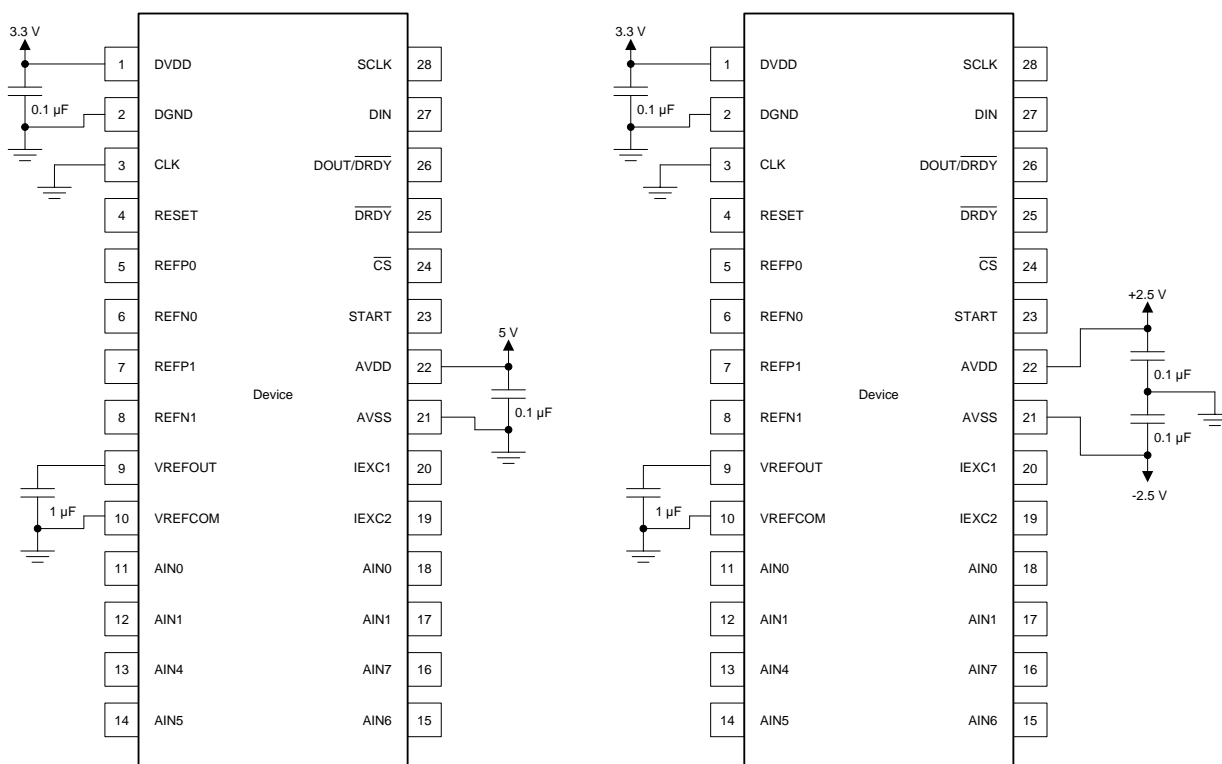 3.3 V
1 DVDD SCLK 28
0.1 µF
2 DGND DIN 27
3 CLK DOUT/DRDY 26
4 RESET DRDY 25
5 REFP0 CS 24
6 REFN0 START 23
5 V
7 REFP1 AVDD 22
Device
0.1 µF
8 REFN1 AVSS 21
9 VREFOUT IEXC1 20
1 µF
10 VREFCOM IEXC2 19
11 AIN0 AIN0 18
12 AIN1 AIN1 17
13 AIN4 AIN7 16
14 AIN5 AIN6 15
3.3 V
1 DVDD SCLK 28
0.1 µF
2 DGND DIN 27
3 CLK DOUT/DRDY 26
4 RESET DRDY 25
5 REFP0 CS 24
+2.5 V
6 REFN0 START 23
7 REFP1 AVDD 22
0.1 µF
Device
8 REFN1 AVSS 21
0.1 µF
9 VREFOUT IEXC1 20
-2.5 V
1 µF
10 VREFCOM IEXC2 19
11 AIN0 AIN0 18
12 AIN1 AIN1 17
13 AIN4 AIN7 16
14 AIN5 AIN6 15